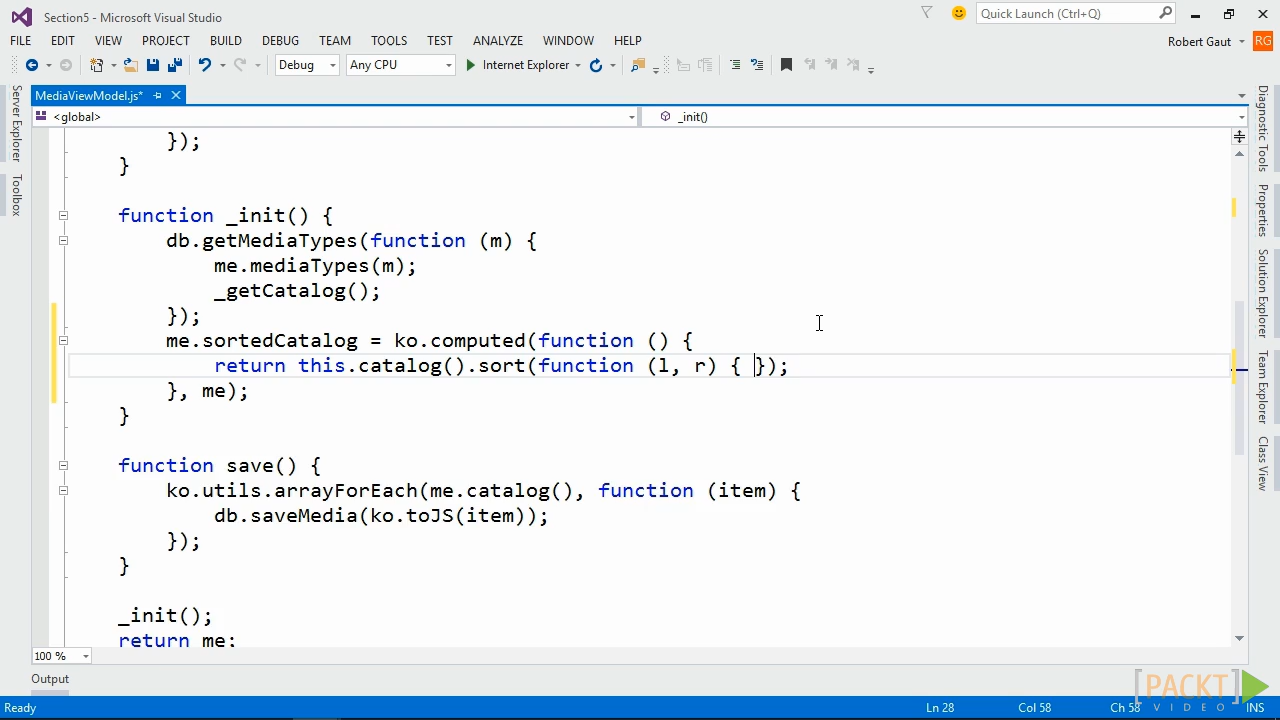 Section5 - Microsoft Visual Studio
Quick Launch (Ctrl+Q)
FILE EDIT VIEW PROJECT BUILD DEBUG TEAM TOOLS TEST ANALYZE WINDOW HELP
Robert Gaut RG
Debug Any CPU Internet Explorer
MediaViewModel.js*
<global> _init()
});
}
function _init() {
db.getMediaTypes(function (m) {
me.mediaTypes(m);
_getCatalog();
});
me.sortedCatalog = ko.computed(function () {
return this.catalog().sort(function (l, r) { });
}, me);
}
function save() {
ko.utils.arrayForEach(me.catalog(), function (item) {
db.saveMedia(ko.toJS(item));
});
}
_init();
return me;
100 %
Server Explorer
Toolbox
Diagnostic Tools
Properties
Solution Explorer
Team Explorer
Class View
Output
Ready Ln 28 Col 58 Ch 58 INS
[PACKT]
VIDEO